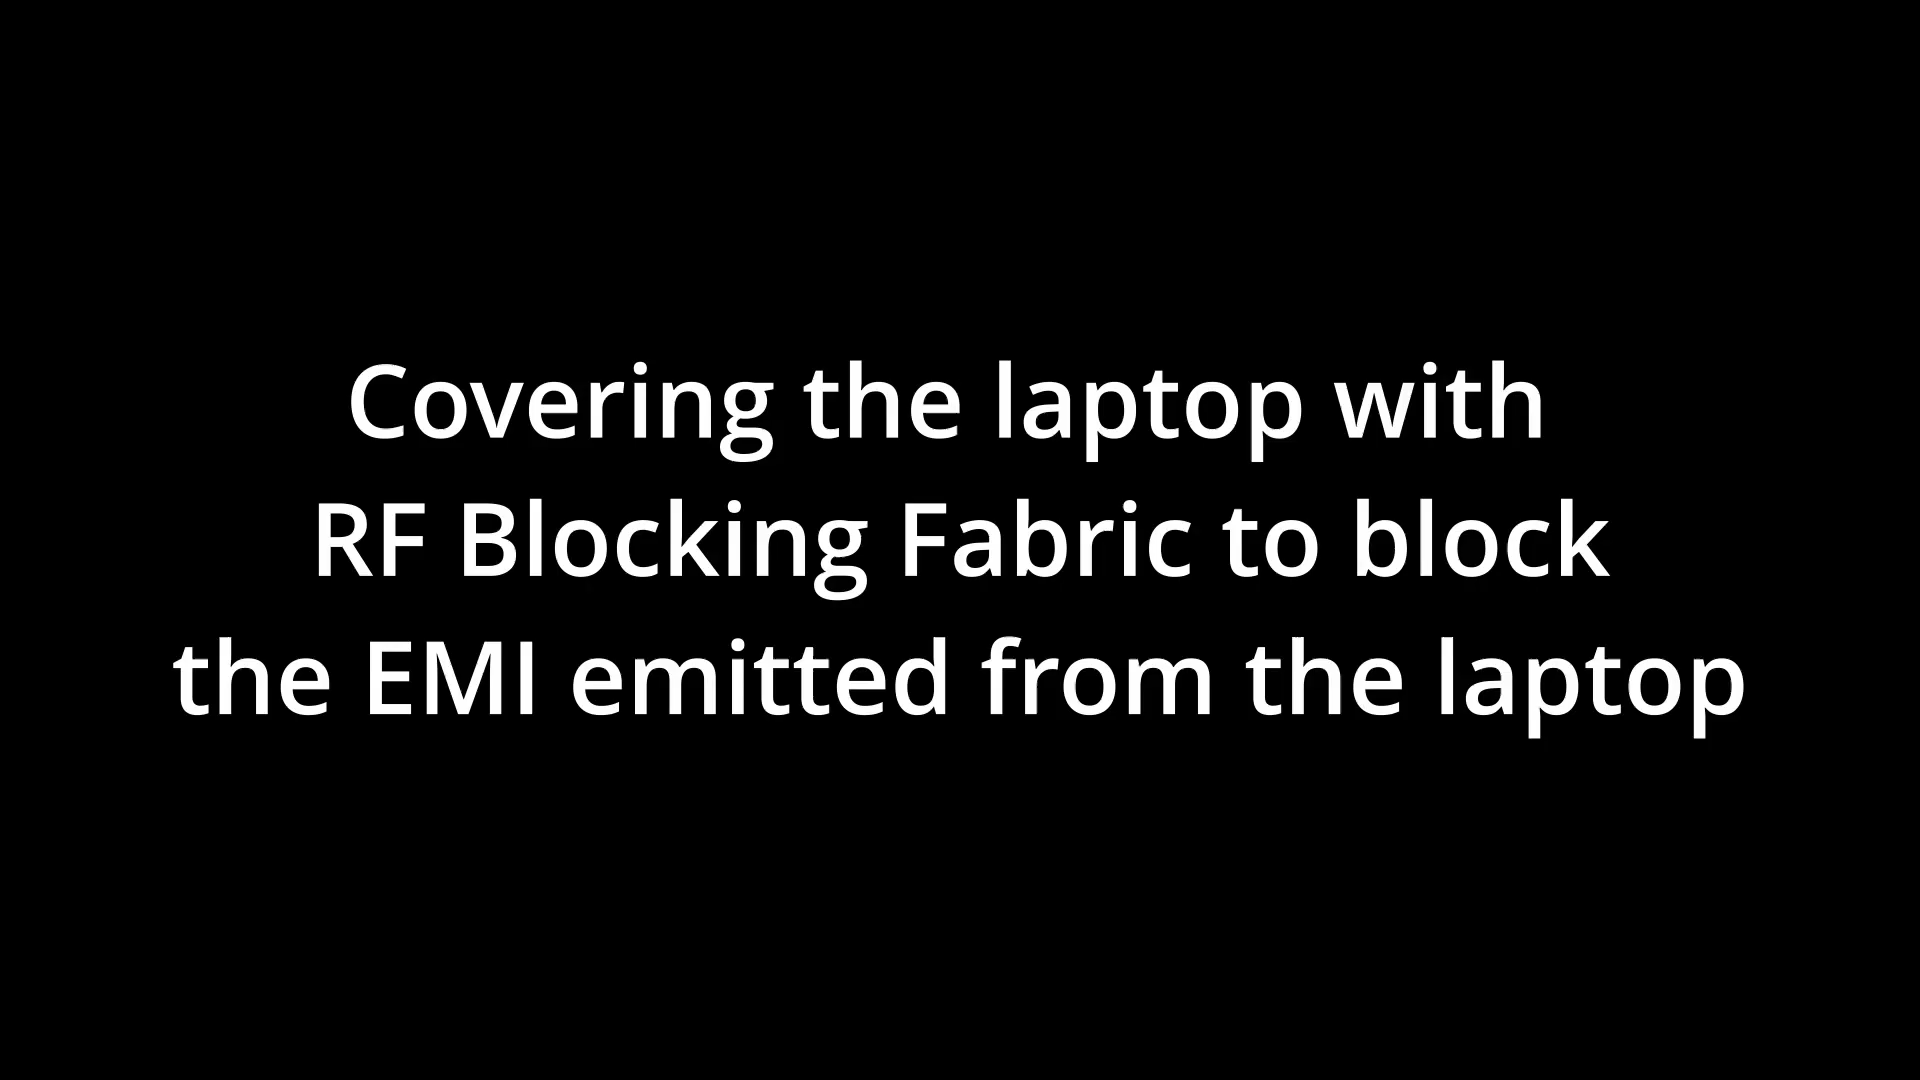 Covering the laptop with
RF Blocking Fabric to block
the EMI emitted from the laptop